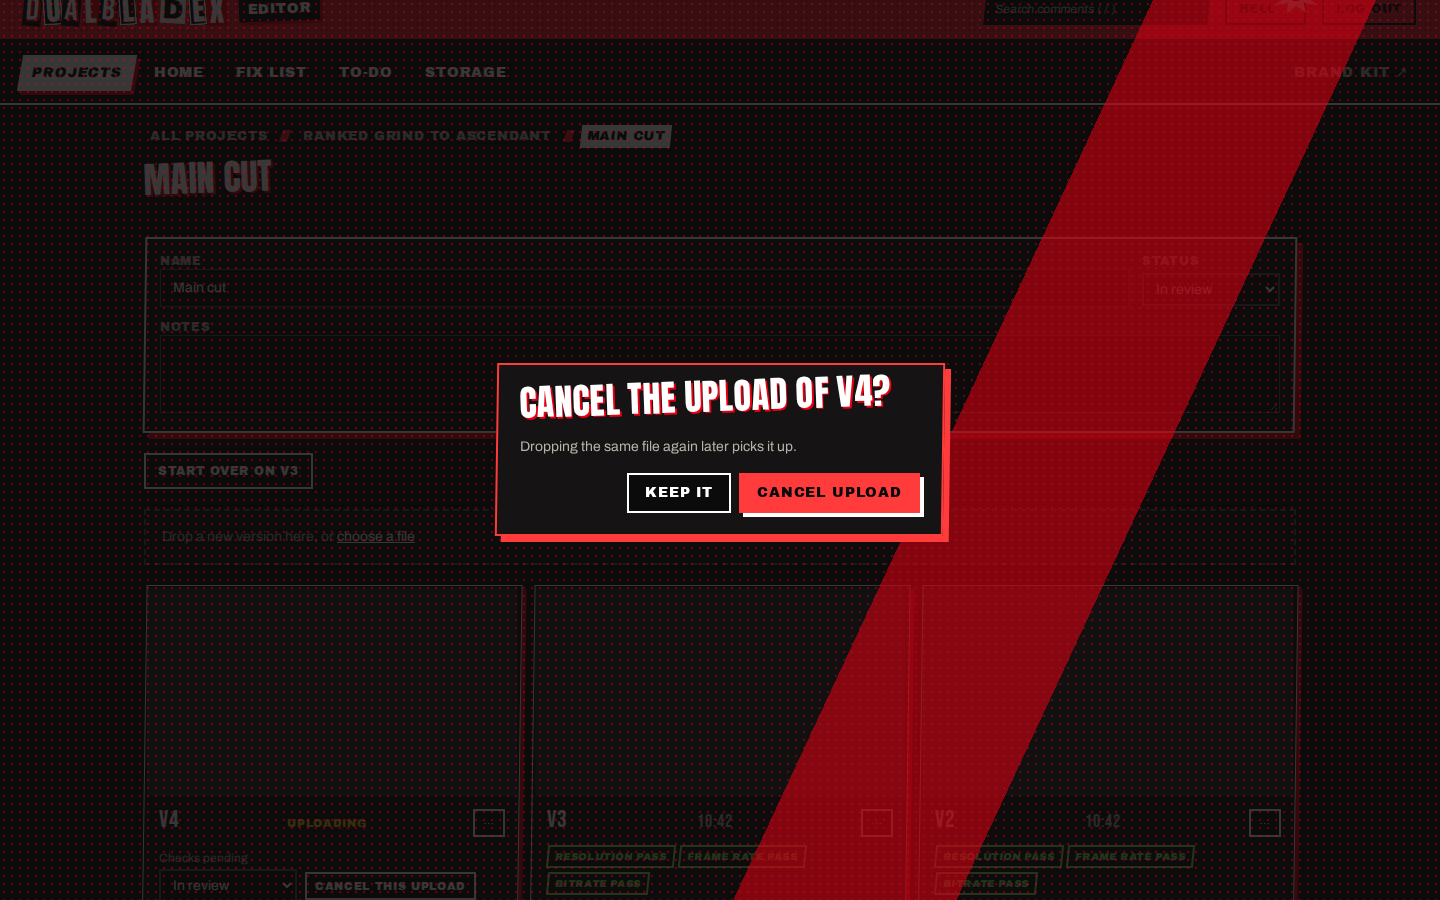 DUALBLADEX EDITOR Search comments ( / ) BELL LOG OUT
PROJECTS HOME FIX LIST TO-DO STORAGE BRAND KIT ↗
ALL PROJECTS RANKED GRIND TO ASCENDANT MAIN CUT
MAIN CUT
NAME STATUS
Main cut In review
NOTES
CANCEL THE UPLOAD OF V4?
Dropping the same file again later picks it up.
KEEP IT CANCEL UPLOAD
START OVER ON V3
Drop a new version here, or choose a file
V4 UPLOADING ... V3 10:42 V2 10:42 ...
RESOLUTION PASS FRAME RATE PASS RESOLUTION PASS FRAME RATE PASS
Checks pending
BITRATE PASS BITRATE PASS
In review CANCEL THIS UPLOAD